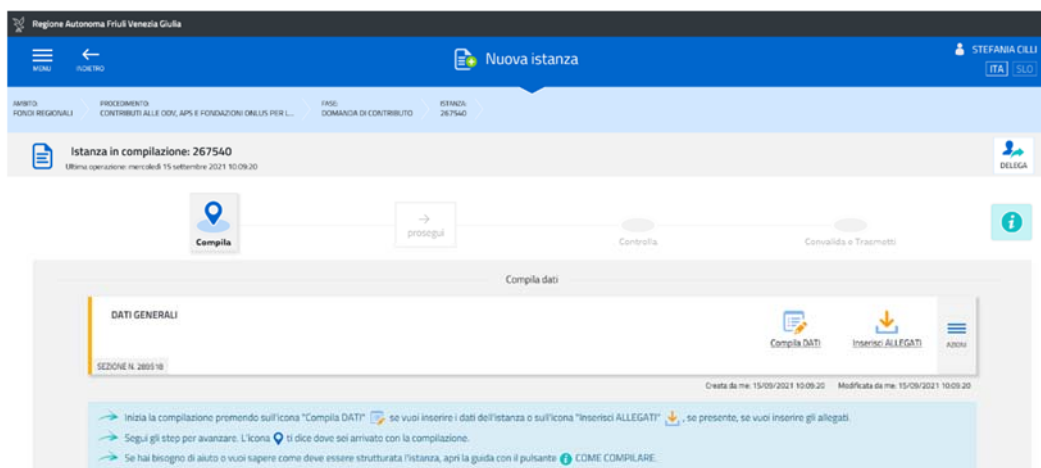 Regione Autonoma Friuli Venezia Giulia
MENU
INDIETRO
Nuova istanza
STEFANIA CILLI
ITA SLO
AMBITO: PROCEDIMENTO: FASE: ISTANZA:
FONDI REGIONALI CONTRIBUTI ALLE ODV, APS E FONDAZIONI ONLUS PER L... DOMANDA DI CONTRIBUTO 267540
Istanza in compilazione: 267540
Ultima operazione: mercoledì 15 settembre 2021 10.09.20
DELEGA
Compila
prosegui
Controlla
Convalida e Trasmetti
Compila dati
DATI GENERALI
Compila DATI
Inserisci ALLEGATI
AZIONI
SEZIONE N. 280518
Creata da me: 15/09/2021 10:09:20 Modificata da me: 15/09/2021 10:09:20
Inizia la compilazione premendo sull'icona "Compila DATI" se vuoi inserire i dati dell'istanza o sull'icona "Inserisci ALLEGATI" , se presente, se vuoi inserire gli allegati.
Segui gli step per avanzare. L'icona ti dice dove sei arrivato con la compilazione.
Se hai bisogno di aiuto o vuoi sapere come deve essere strutturata l'istanza, apri la guida con il pulsante COME COMPILARE.